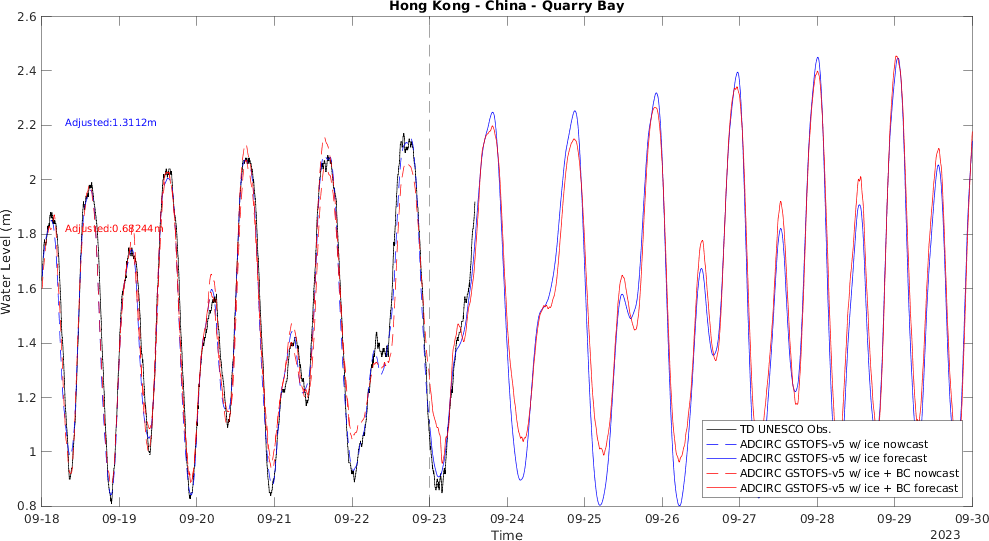 Hong Kong - China - Quarry Bay
2.6
2.4
2.2
2
1.8
1.6
1.4
1.2
1
0.8
Water Level (m)
Adjusted:1.3112m
Adjusted:0.68244m
TD UNESCO Obs.
ADCIRC GSTOFS-v5 w/ ice nowcast
ADCIRC GSTOFS-v5 w/ ice forecast
ADCIRC GSTOFS-v5 w/ ice + BC nowcast
ADCIRC GSTOFS-v5 w/ ice + BC forecast
09-18 09-19 09-20 09-21 09-22 09-23 09-24 09-25 09-26 09-27 09-28 09-29 09-30
Time
2023